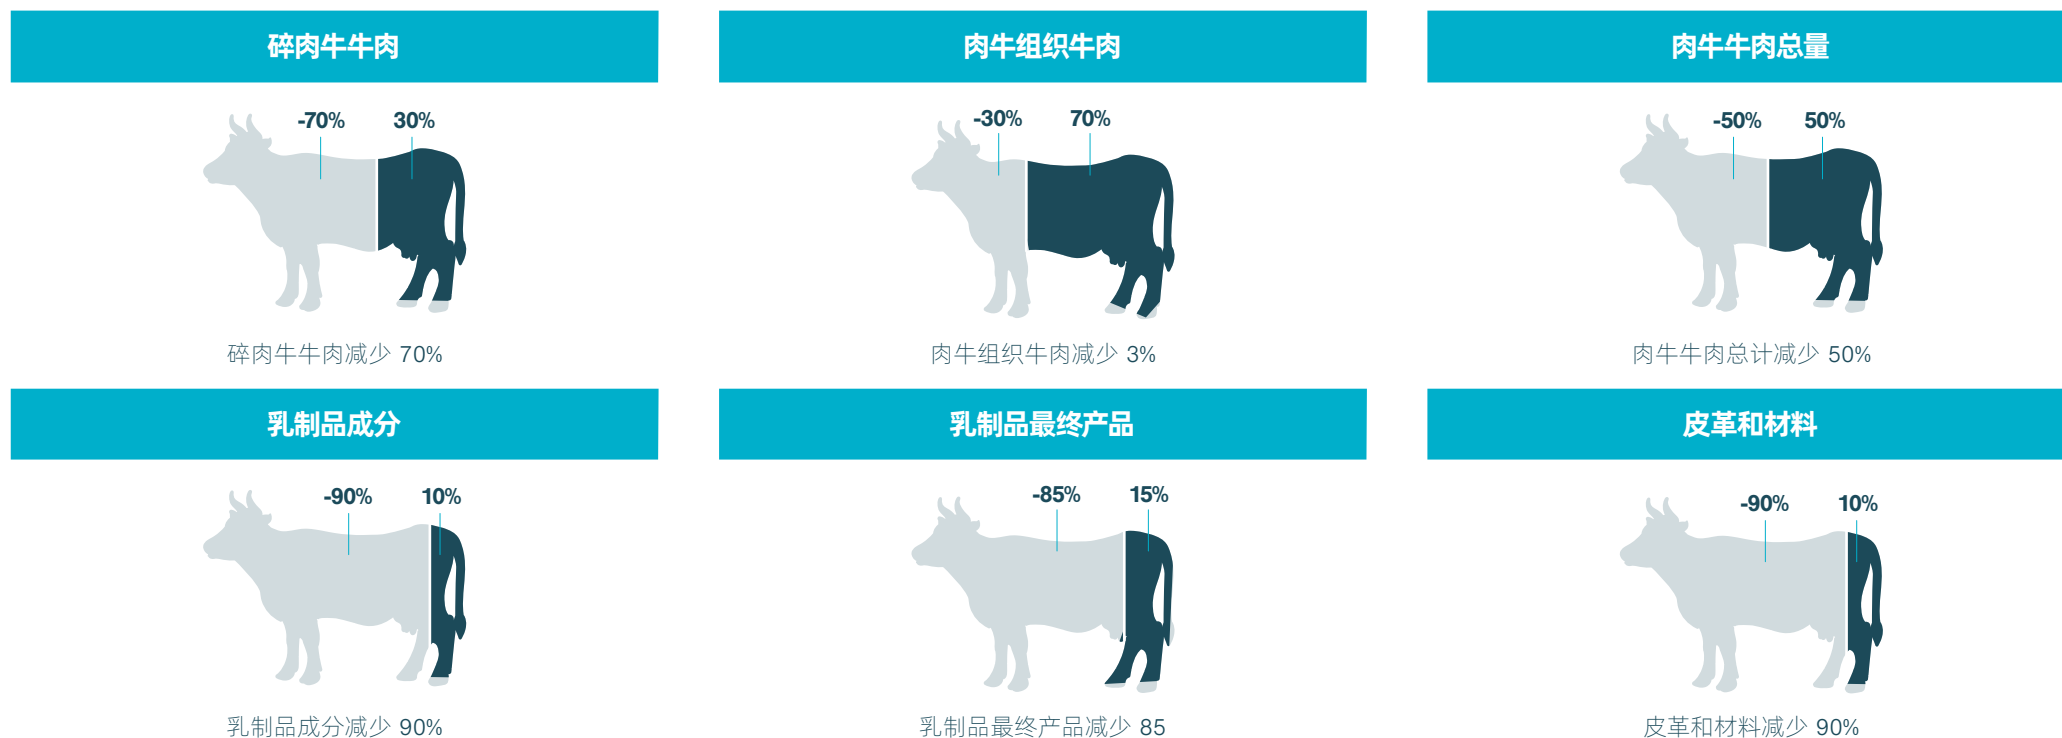 碎肉牛牛肉
肉牛组织牛肉
肉牛牛肉总量
-70% 30%
-30% 70%
-50% 50%
碎肉牛牛肉减少 70%
肉牛组织牛肉减少 3%
肉牛牛肉总计减少 50%
乳制品成分
乳制品最终产品
皮革和材料
-90% 10%
-85% 15%
-90% 10%
乳制品成分减少 90%
乳制品最终产品减少 85
皮革和材料减少 90%